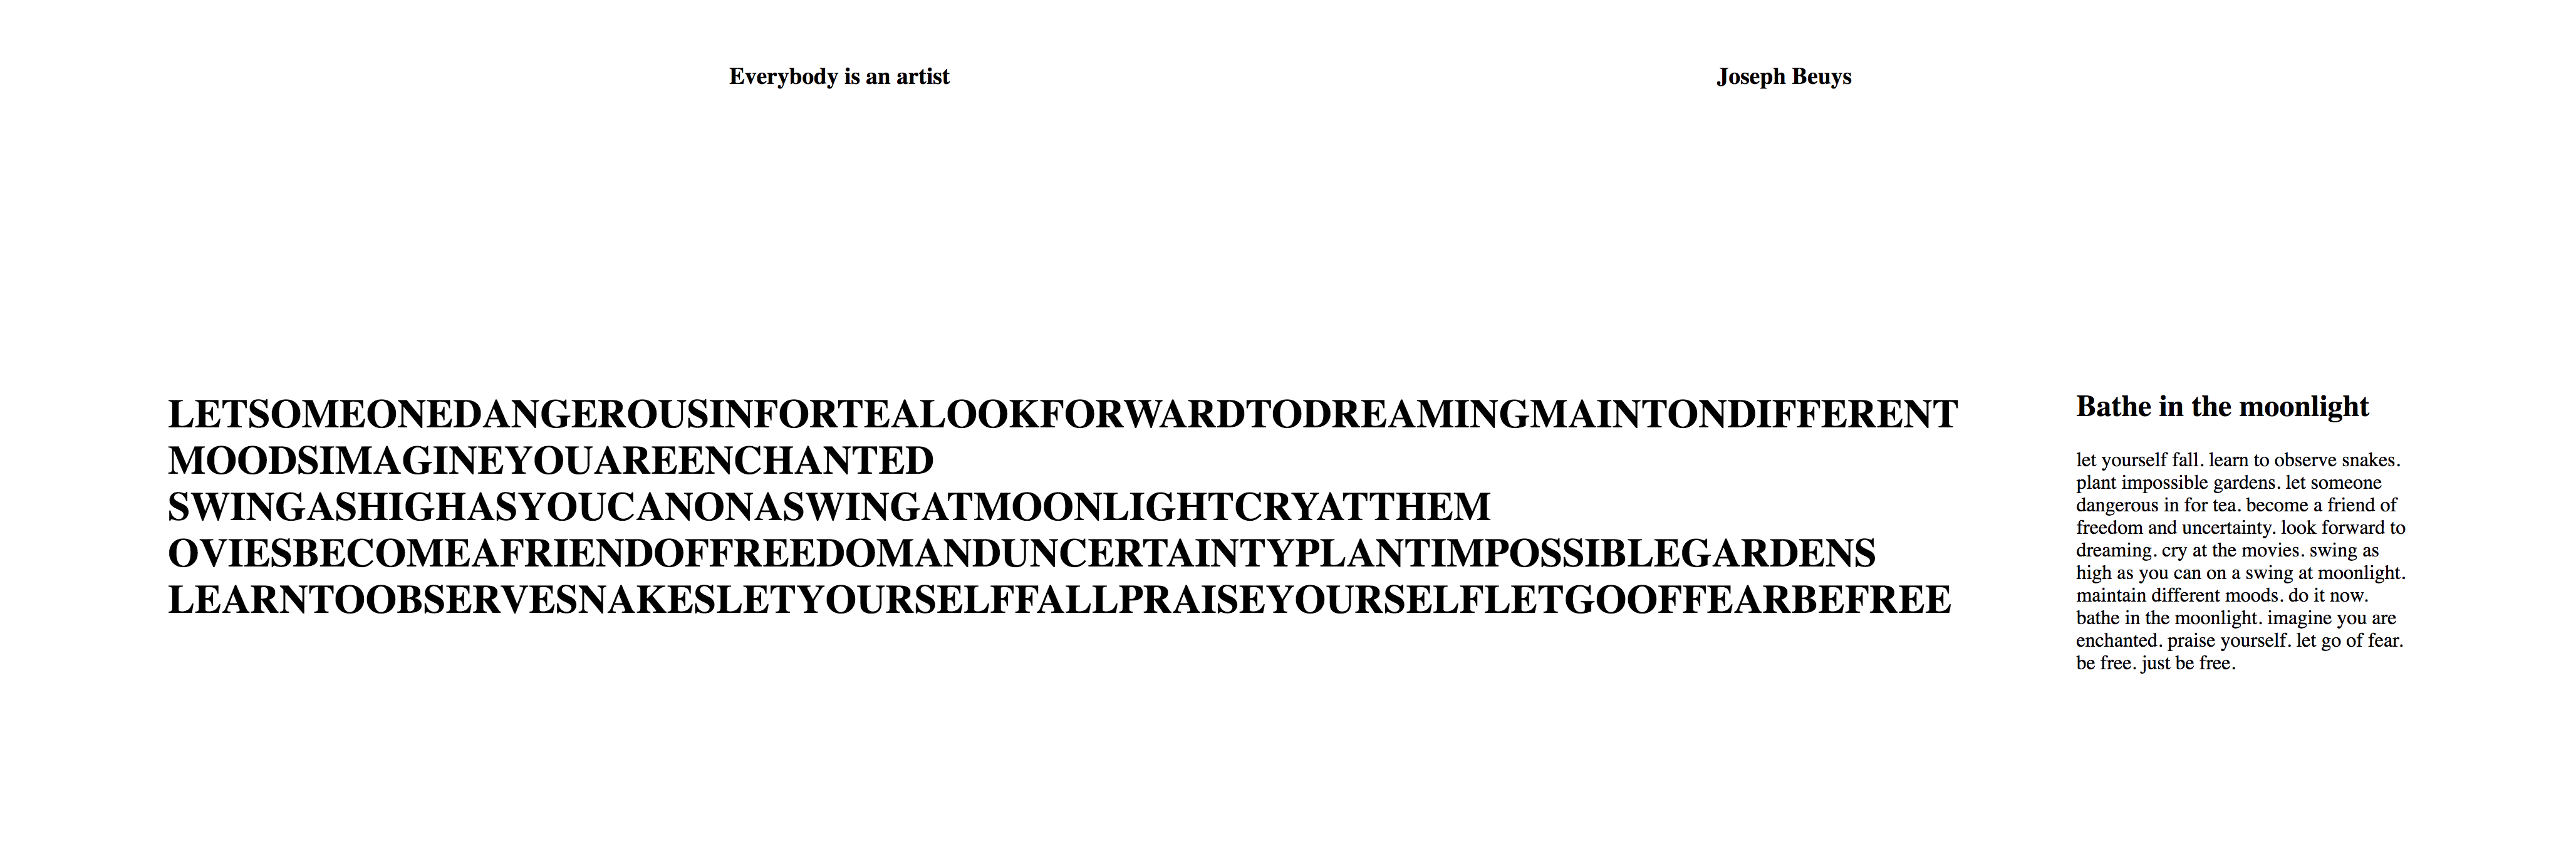 Everybody is an artist
Joseph Beuys
LETSOMEONEDANGEROUSINFORTEALOOKFORWARDTODREAMINGMAINTONDIFFERENT
MOODSIMAGINEYOUAREENCHANTED
SWINGASHIGHASYOUCANONASWINGATMOONLIGHTCRYATTHEM
OVIESBECOMEAFRIENDOFFREEDOMANDUNCERTAINTYPLANTIMPOSSIBLEGARDENS
LEARNTOOBSERVESNAKESLETYOURSELFFALLPRAISEYOURSELFLETGOOFFEARBEFREE
Bathe in the moonlight
let yourself fall. learn to observe snakes.
plant impossible gardens. let someone
dangerous in for tea. become a friend of
freedom and uncertainty. look forward to
dreaming. cry at the movies. swing as
high as you can on a swing at moonlight.
maintain different moods. do it now.
bathe in the moonlight. imagine you are
enchanted. praise yourself. let go of fear.
be free. just be free.